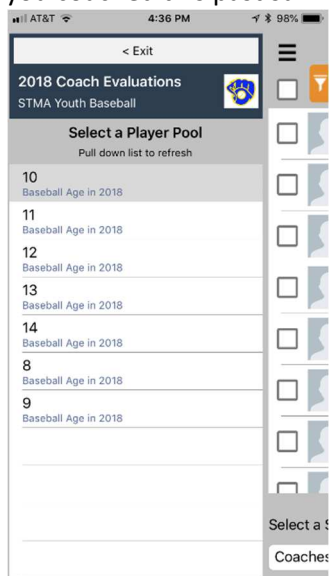 AT&T 4:36 PM 98%
< Exit
2018 Coach Evaluations
STMA Youth Baseball
Select a Player Pool
Pull down list to refresh
10
Baseball Age in 2018
11
Baseball Age in 2018
12
Baseball Age in 2018
13
Baseball Age in 2018
14
Baseball Age in 2018
8
Baseball Age in 2018
9
Baseball Age in 2018
Select a S
Coaches